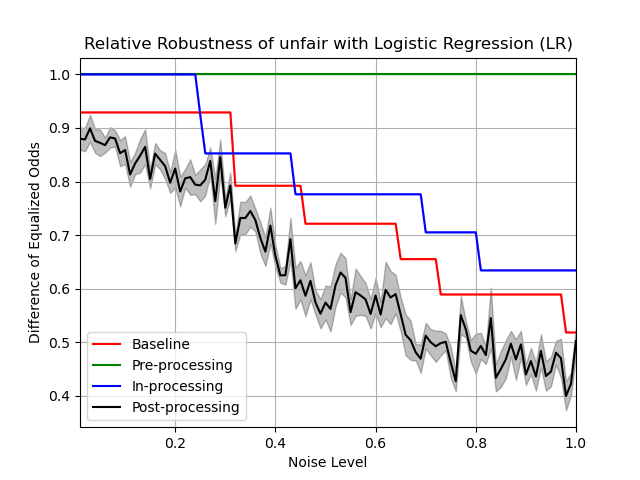 Relative Robustness of unfair with Logistic Regression (LR)
Difference of Equalized Odds
1.0
0.9
0.8
0.7
0.6
0.5
0.4
Baseline
Pre-processing
In-processing
Post-processing
0.2
0.4
0.6
0.8
1.0
Noise Level